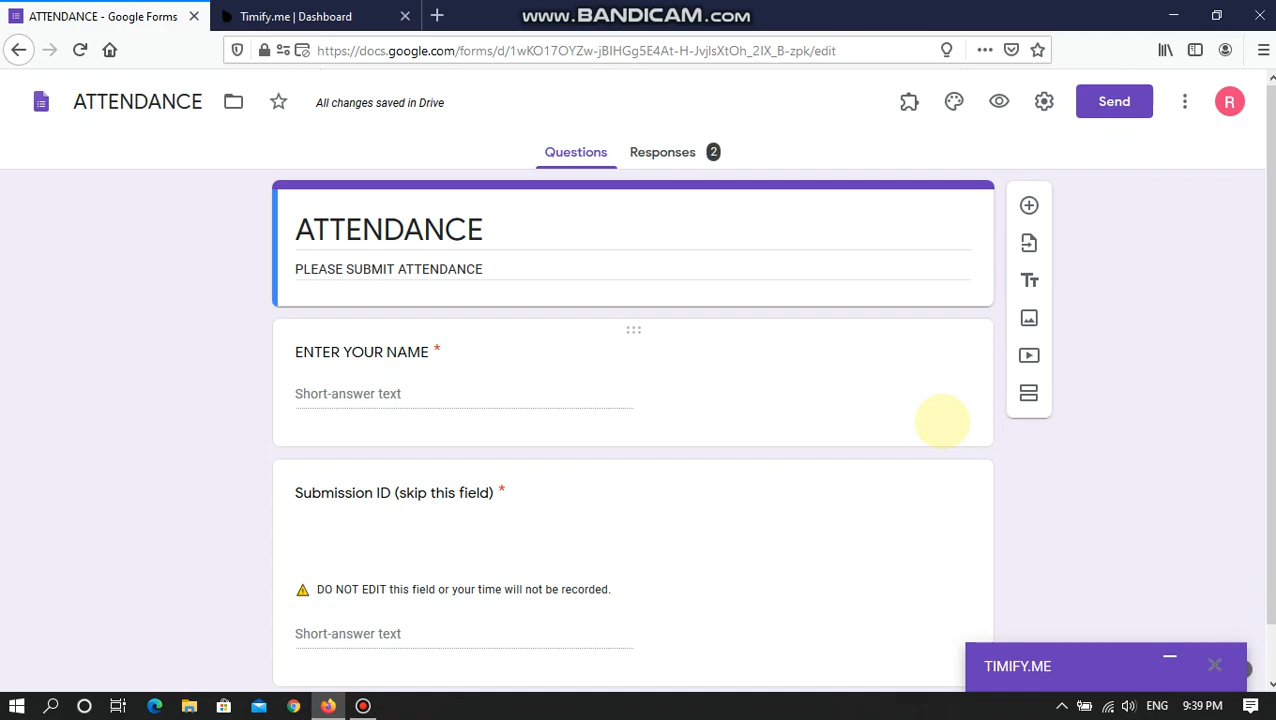 ATTENDANCE - Google Forms
Timify.me | Dashboard
www.BANDICAM.com
https://docs.google.com/forms/d/1wKO17OYZw-jBIHGg5E4At-H-JvjlsXtOh_2IX_B-zpk/edit
ATTENDANCE
All changes saved in Drive
Send
R
Questions
Responses 2
ATTENDANCE
PLEASE SUBMIT ATTENDANCE
ENTER YOUR NAME *
Short-answer text
Submission ID (skip this field) *
DO NOT EDIT this field or your time will not be recorded.
Short-answer text
TIMIFY.ME
ENG
9:39 PM